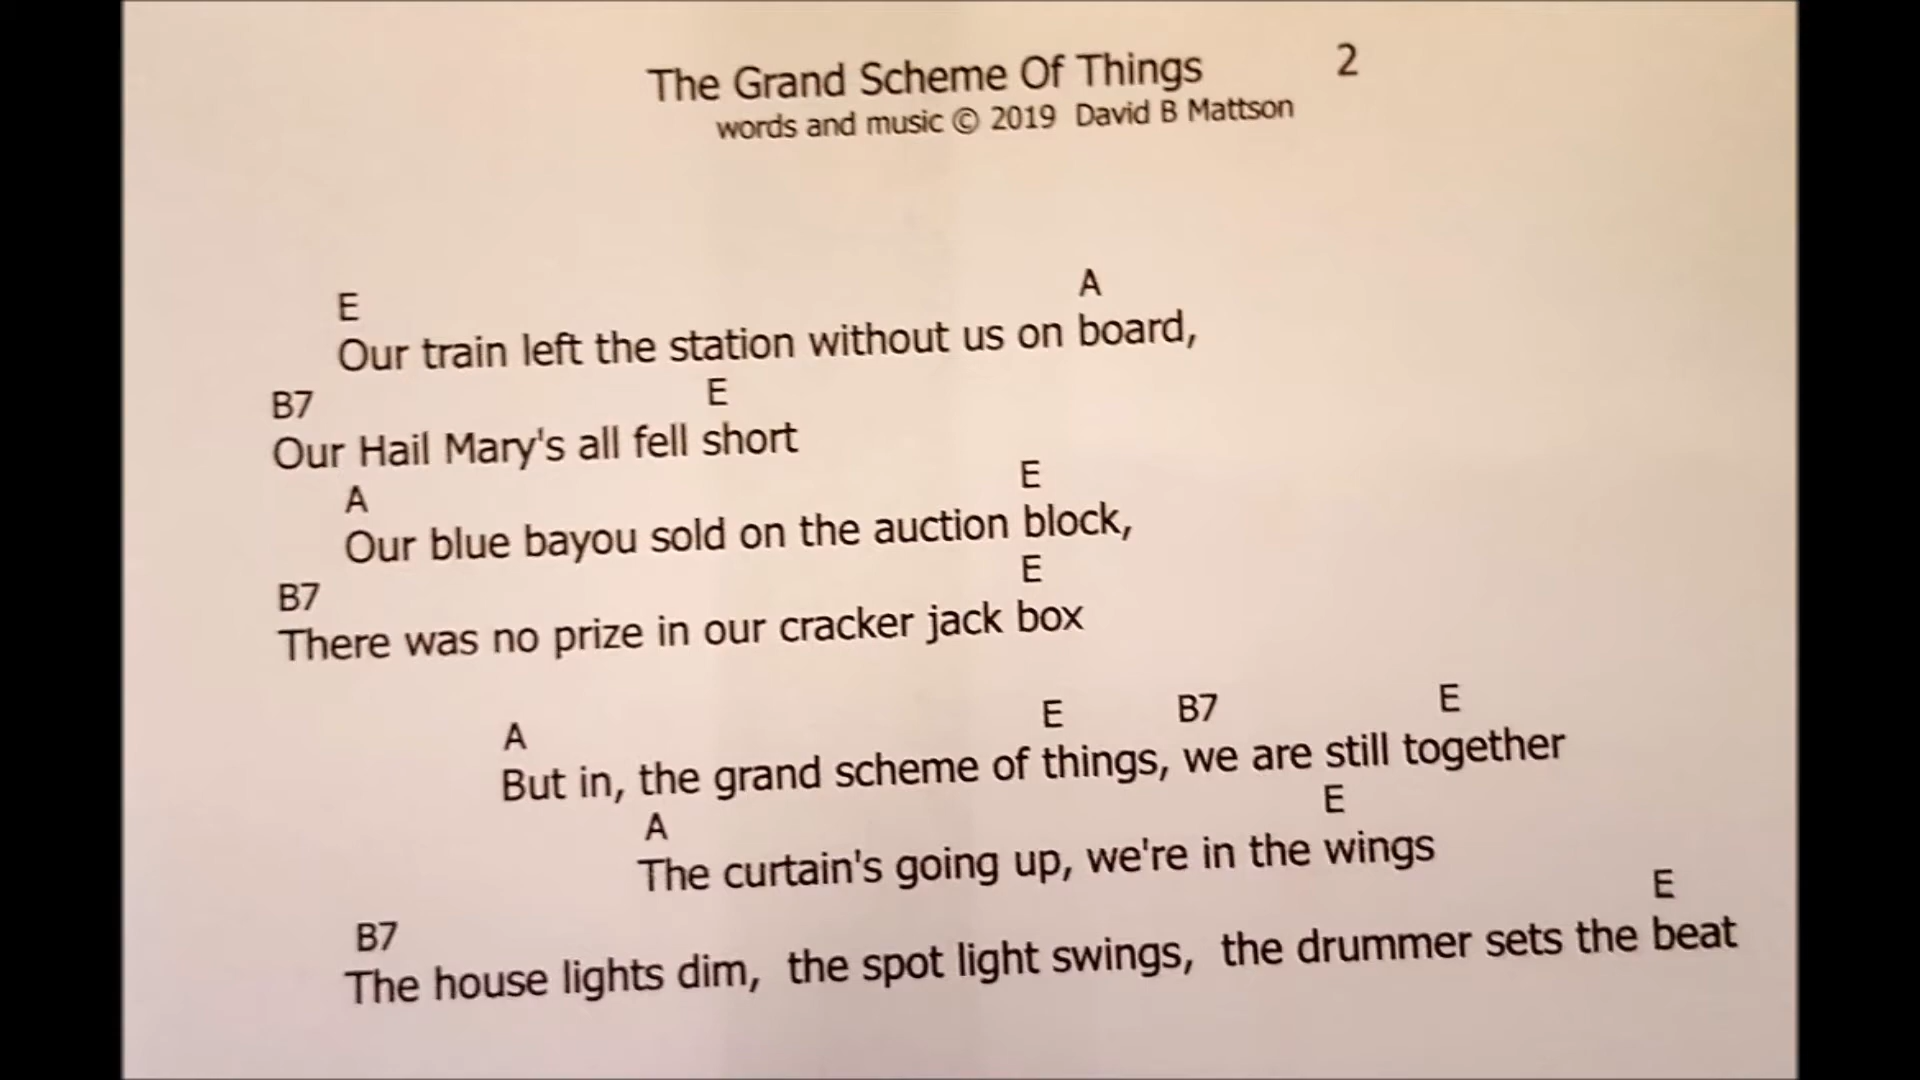 The Grand Scheme Of Things 2
words and music © 2019 David B Mattson
E A
Our train left the station without us on board,
B7 E
Our Hail Mary's all fell short
A E
Our blue bayou sold on the auction block,
B7 E
There was no prize in our cracker jack box
A E B7 E
But in, the grand scheme of things, we are still together
A E
The curtain's going up, we're in the wings
B7 E
The house lights dim, the spot light swings, the drummer sets the beat